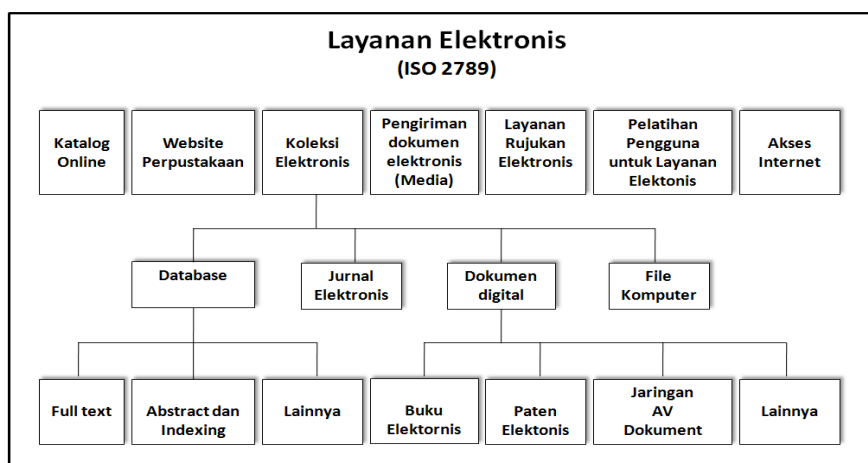 Layanan Elektronis
(ISO 2789)
Katalog
Online
Website
Perpustakaan
Koleksi
Elektronis
Pengiriman
dokumen
elektronis
(Media)
Layanan
Rujukan
Elektronis
Pelatihan
Pengguna
untuk Layanan
Elektonis
Akses
Internet
Database
Jurnal
Elektronis
Dokumen
digital
File
Komputer
Full text
Abstract dan
Indexing
Lainnya
Buku
Elektornis
Paten
Elektonis
Jaringan
AV
Dokument
Lainnya